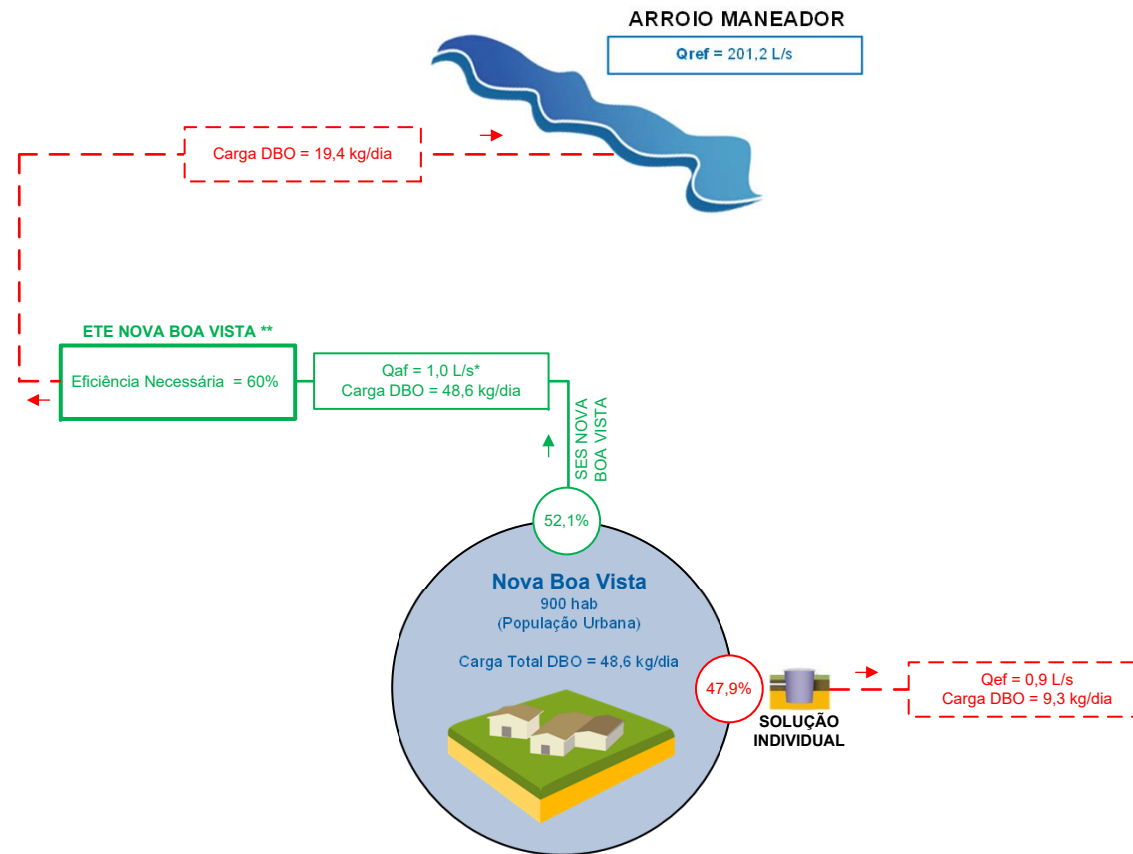 ARROIO MANEADOR
Qref = 201,2 L/s
Carga DBO = 19,4 kg/dia
ETE NOVA BOA VISTA **
Eficiência Necessária = 60%
Qaf = 1,0 L/s*
Carga DBO = 48,6 kg/dia
SES NOVA
BOA VISTA
52,1%
Nova Boa Vista
900 hab
(População Urbana)
Carga Total DBO = 48,6 kg/dia
47,9%
SOLUÇÃO
INDIVIDUAL
Qef = 0,9 L/s
Carga DBO = 9,3 kg/dia